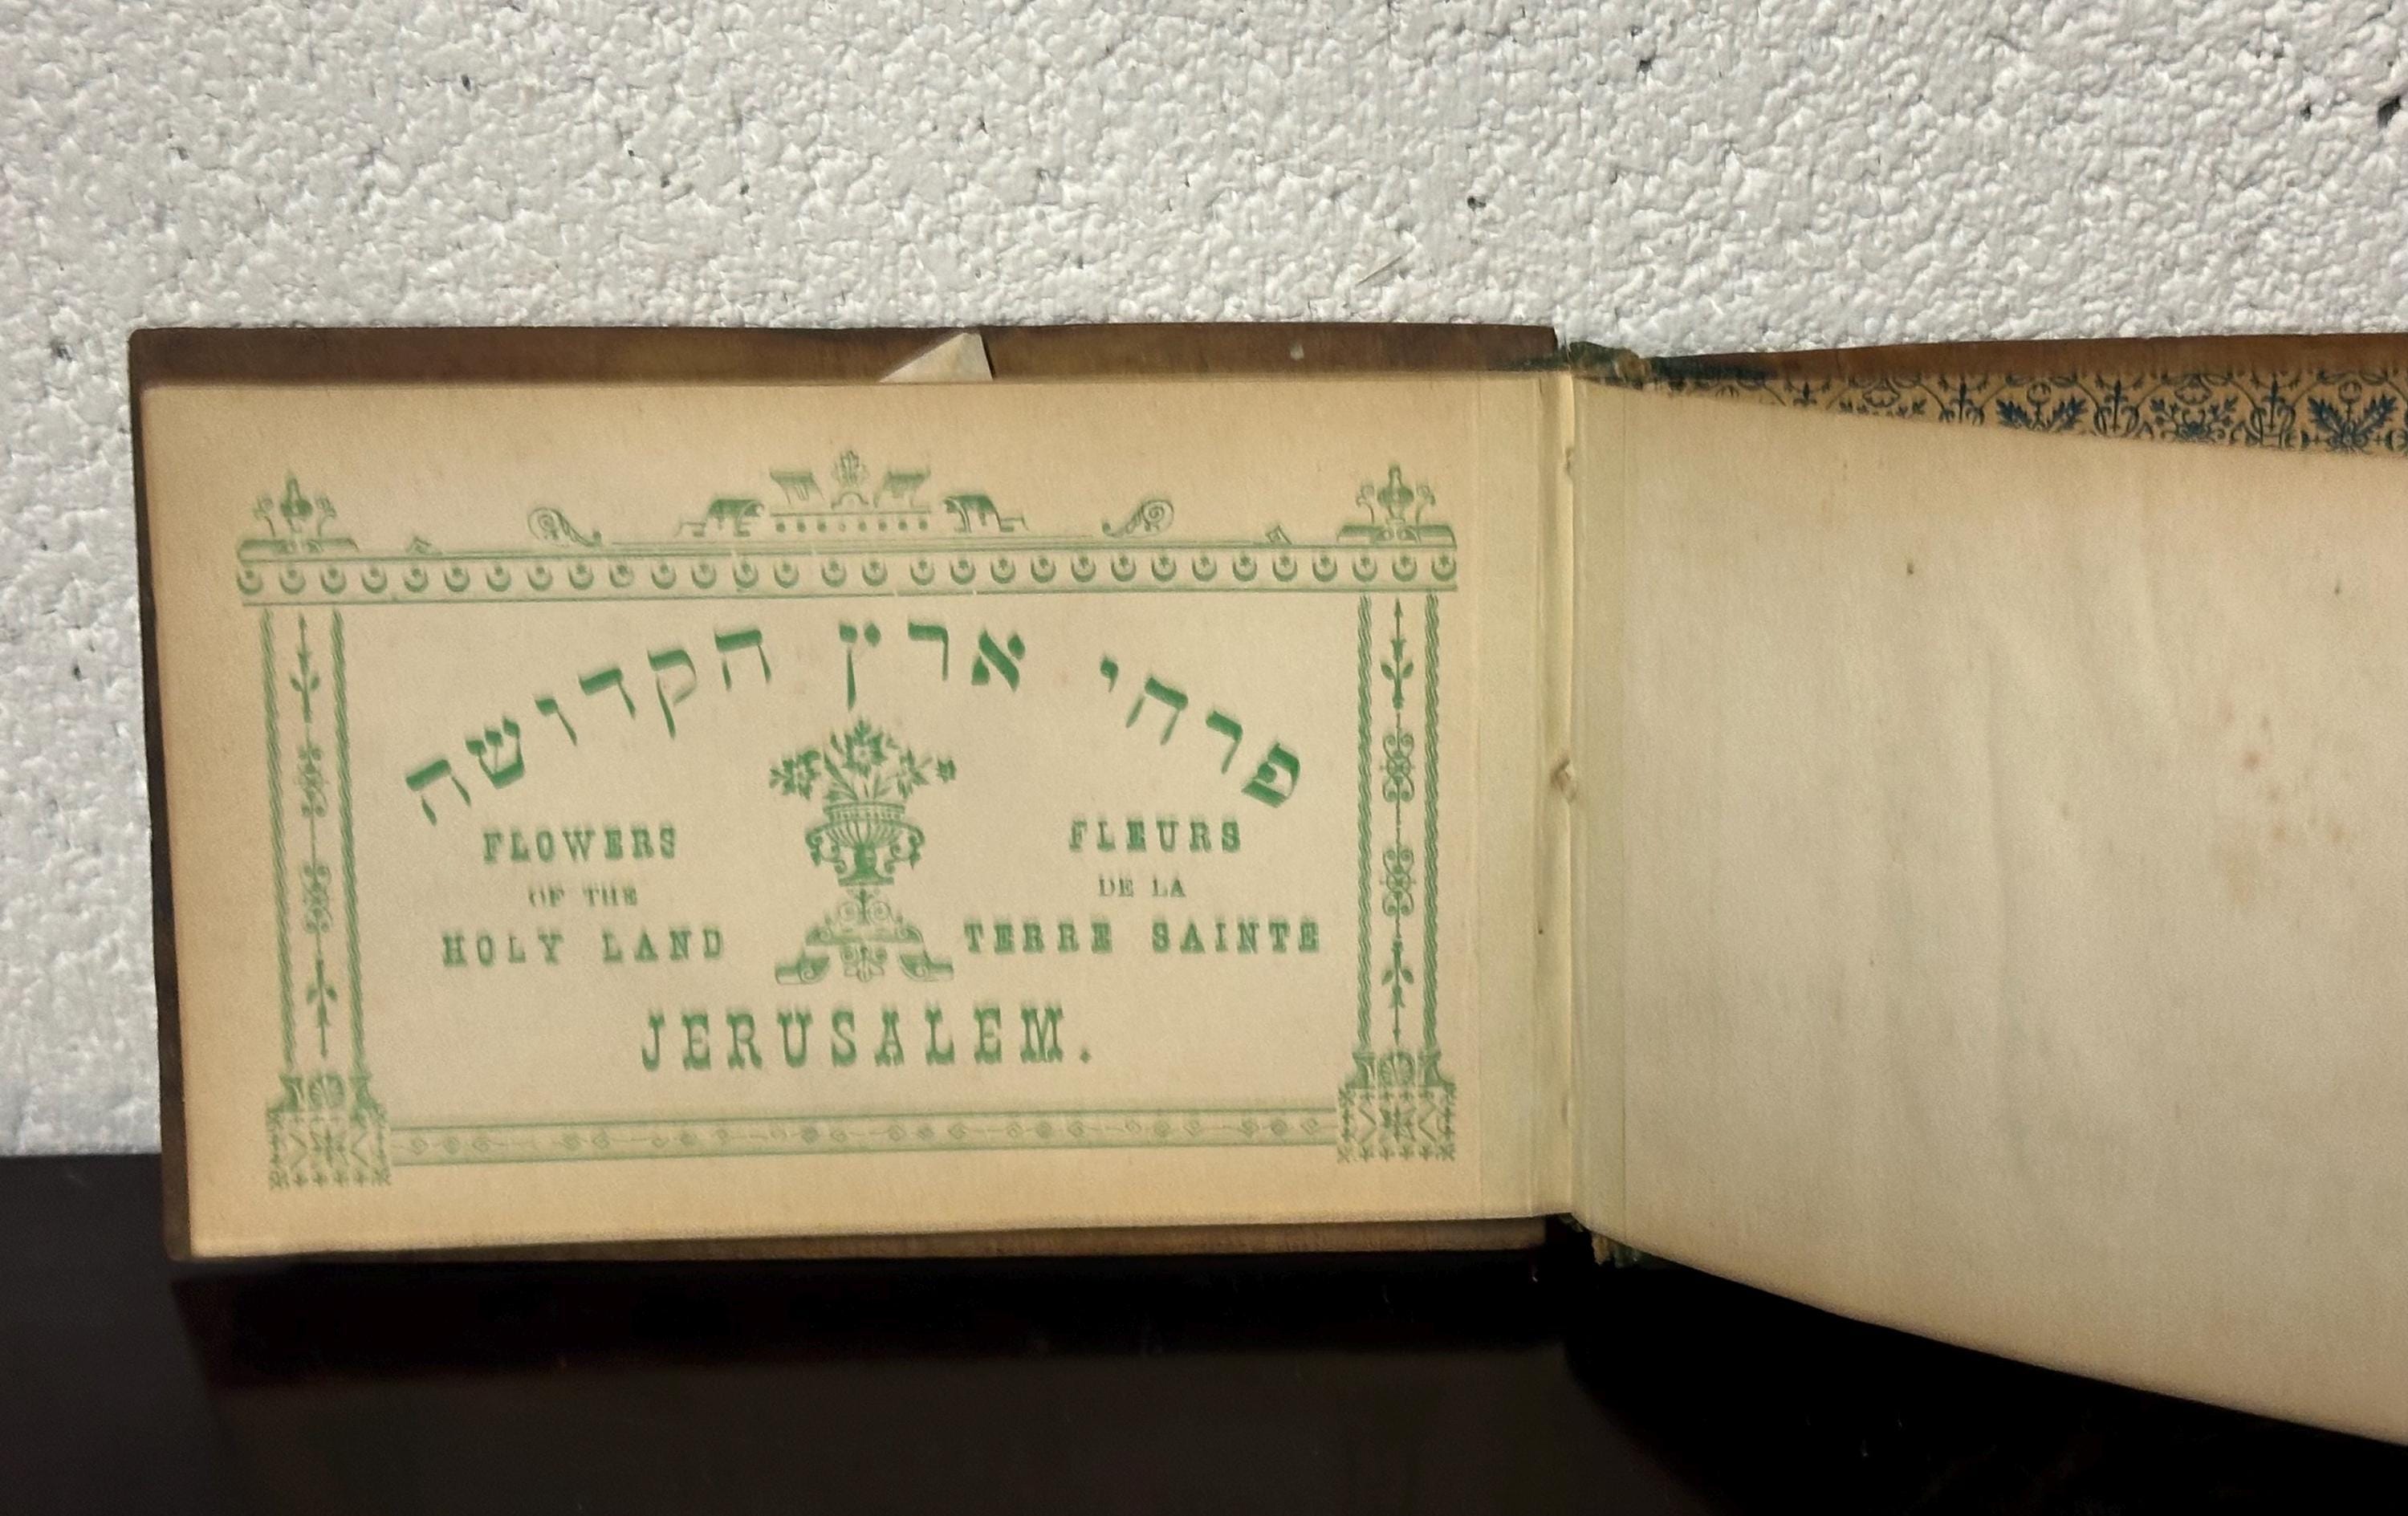 פרחי ארץ הקדושה
FLOWERS
OF THE
HOLY LAND
FLEURS
DE LA
TERRE SAINTE
JERUSALEM.